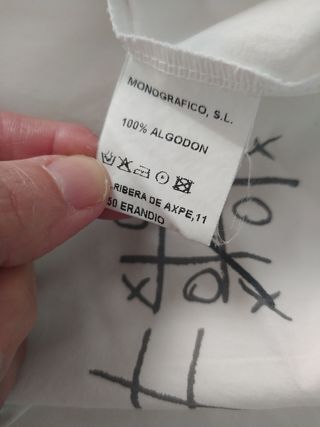 MONOGRAFICO, S.L.
100% ALGODON
RIBERA DE AXPE,11
50 ERANDIO
X
O
X
O
X